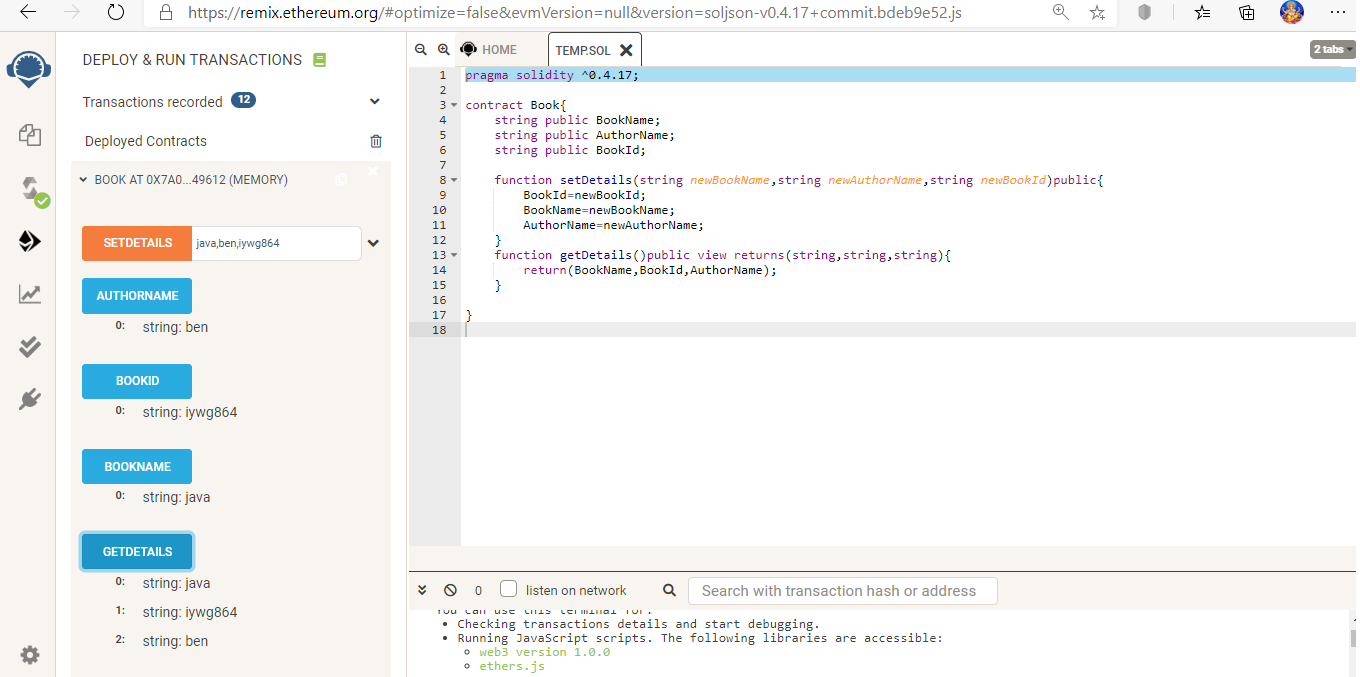 https://remix.ethereum.org/#optimize=false&evmVersion=null&version=soljson-v0.4.17+commit.bdeb9e52.js
DEPLOY & RUN TRANSACTIONS
Transactions recorded 12
Deployed Contracts
BOOK AT 0X7A0...49612 (MEMORY)
SETDETAILS java,ben,iywg864
AUTHORNAME
0: string: ben
BOOKID
0: string: iywg864
BOOKNAME
0: string: java
GETDETAILS
0: string: java
1: string: iywg864
2: string: ben
HOME TEMP.SOL 2 tabs
1 pragma solidity ^0.4.17;
2
3 contract Book{
4 string public BookName;
5 string public AuthorName;
6 string public BookId;
7
8 function setDetails(string newBookName,string newAuthorName,string newBookId)public{
9 BookId=newBookId;
10 BookName=newBookName;
11 AuthorName=newAuthorName;
12 }
13 function getDetails()public view returns(string,string,string){
14 return(BookName,BookId,AuthorName);
15 }
16
17 }
18
0 listen on network Search with transaction hash or address
You can use this terminal for:
• Checking transactions details and start debugging.
• Running JavaScript scripts. The following libraries are accessible:
web3 version 1.0.0
ethers.js